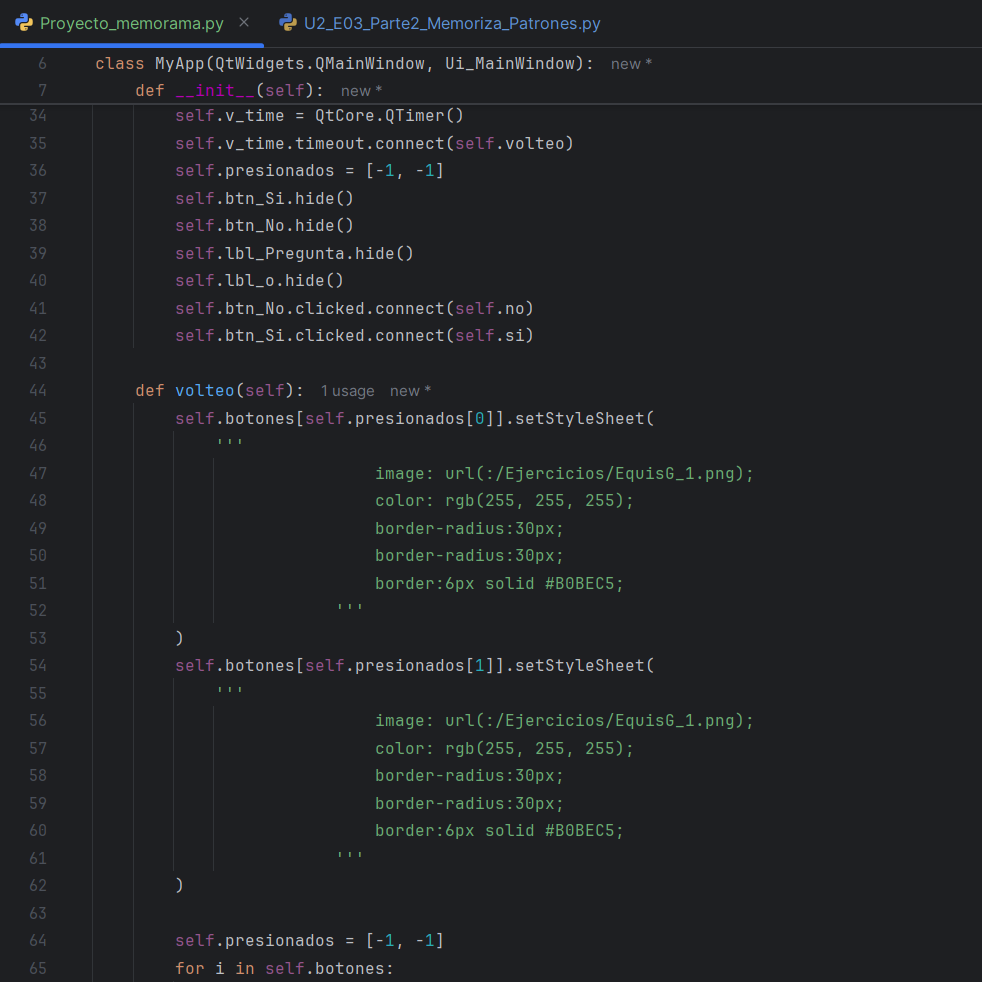 Proyecto_memorama.py × U2_E03_Parte2_Memoriza_Patrones.py
6 class MyApp(QtWidgets.QMainWindow, Ui_MainWindow): new *
7 def __init__(self): new *
34 self.v_time = QtCore.QTimer()
35 self.v_time.timeout.connect(self.volteo)
36 self.presionados = [-1, -1]
37 self.btn_Si.hide()
38 self.btn_No.hide()
39 self.lbl_Pregunta.hide()
40 self.lbl_o.hide()
41 self.btn_No.clicked.connect(self.no)
42 self.btn_Si.clicked.connect(self.si)
43
44 def volteo(self): 1 usage new *
45 self.botones[self.presionados[0]].setStyleSheet(
46 '''
47 image: url(:/Ejercicios/EquisG_1.png);
48 color: rgb(255, 255, 255);
49 border-radius:30px;
50 border-radius:30px;
51 border:6px solid #B0BEC5;
52 '''
53 )
54 self.botones[self.presionados[1]].setStyleSheet(
55 '''
56 image: url(:/Ejercicios/EquisG_1.png);
57 color: rgb(255, 255, 255);
58 border-radius:30px;
59 border-radius:30px;
60 border:6px solid #B0BEC5;
61 '''
62 )
63
64 self.presionados = [-1, -1]
65 for i in self.botones: